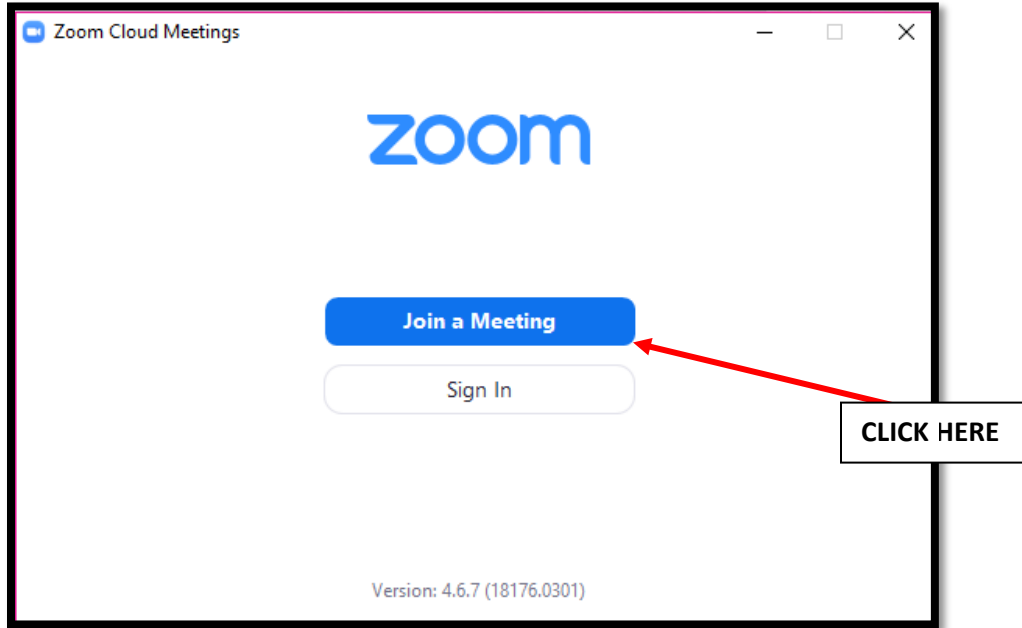 Zoom Cloud Meetings
zoom
Join a Meeting
Sign In
CLICK HERE
Version: 4.6.7 (18176.0301)